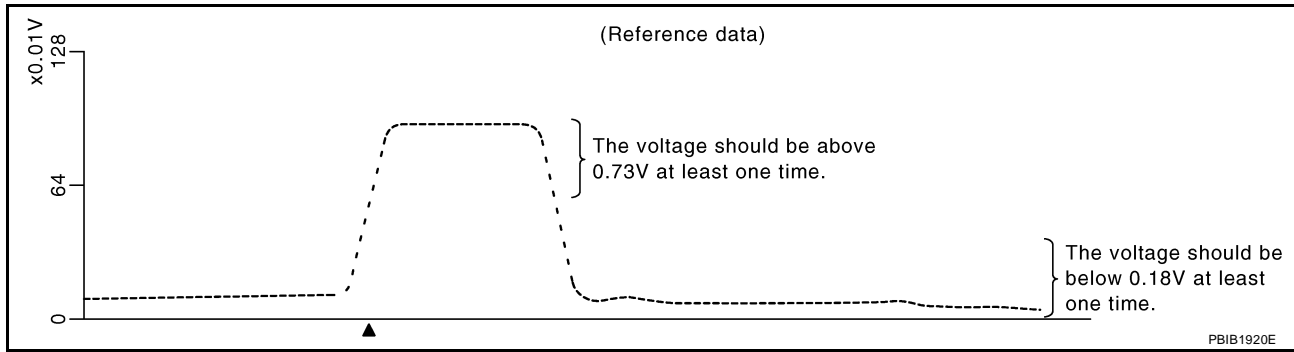 (Reference data)
x0.01V
128
64
0
The voltage should be above
0.73V at least one time.
The voltage should be
below 0.18V at least
one time.
PBIB1920E